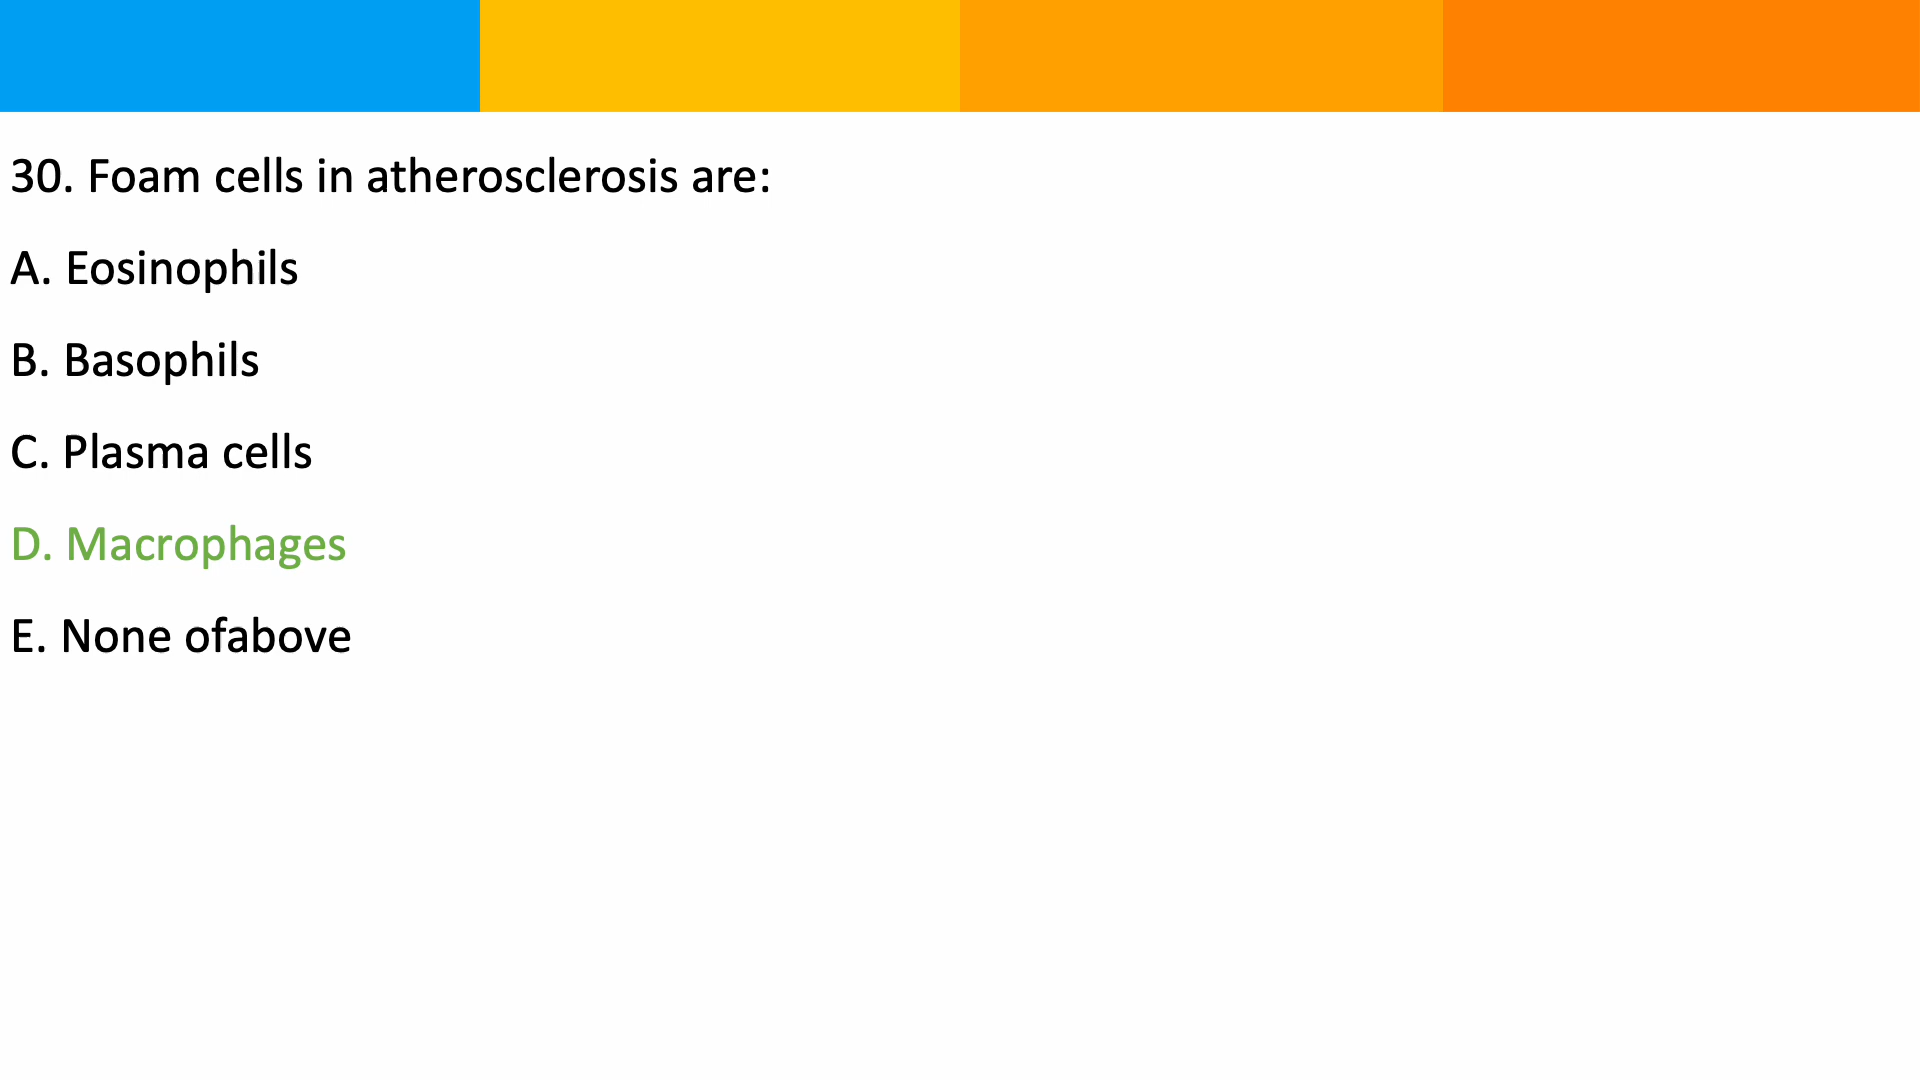 30. Foam cells in atherosclerosis are:
A. Eosinophils
B. Basophils
C. Plasma cells
D. Macrophages
E. None ofabove